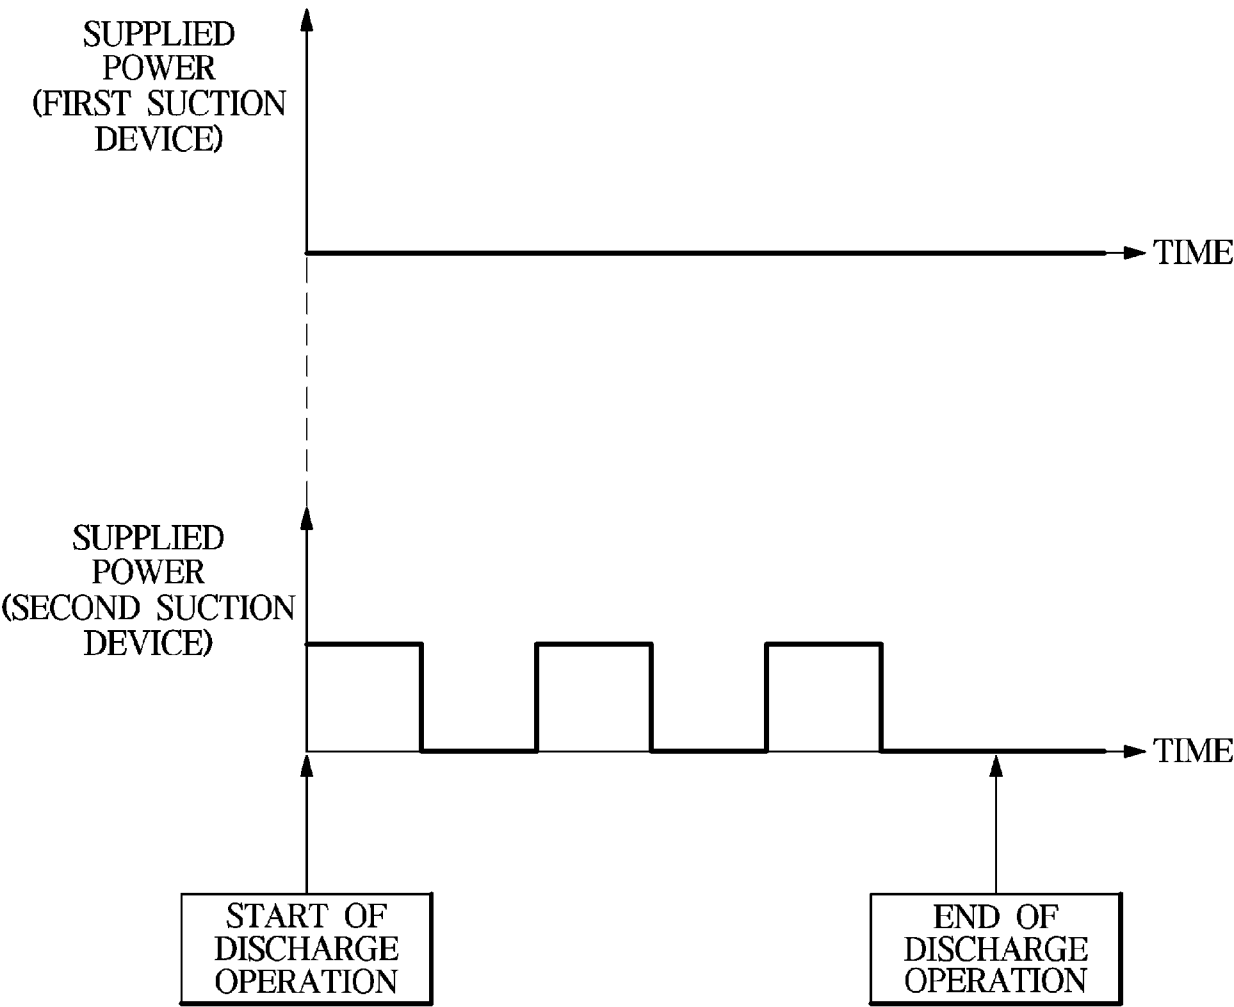 SUPPLIED
POWER
(FIRST SUCTION
DEVICE)
TIME
SUPPLIED
POWER
(SECOND SUCTION
DEVICE)
TIME
START OF
DISCHARGE
OPERATION
END OF
DISCHARGE
OPERATION